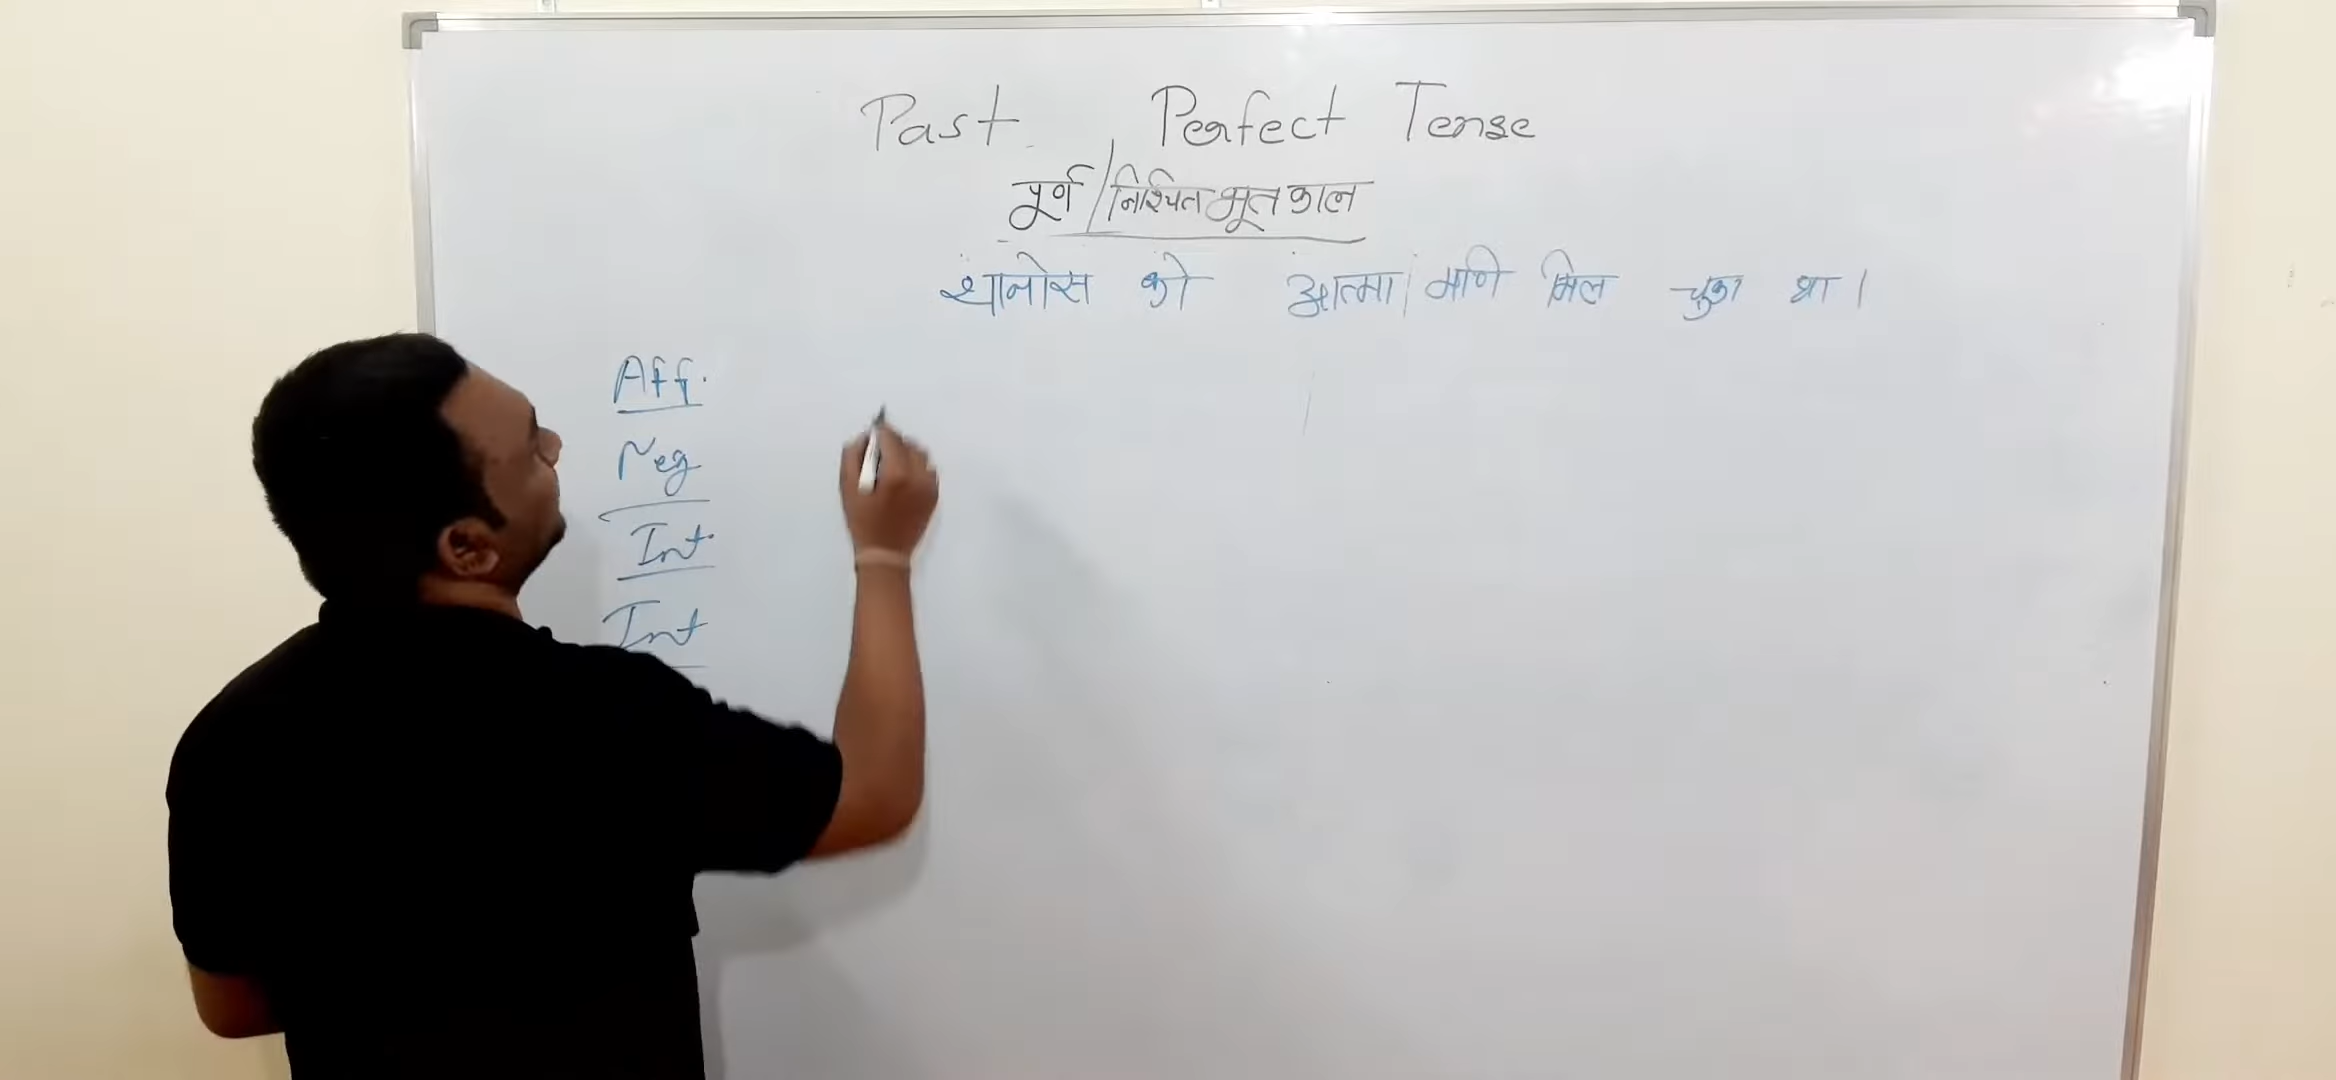 Past Perfect Tense
पूर्ण/निश्चित भूतकाल
थानोस को आत्मा मणि मिल चुका था।
Aff.
Neg
Int.
Int